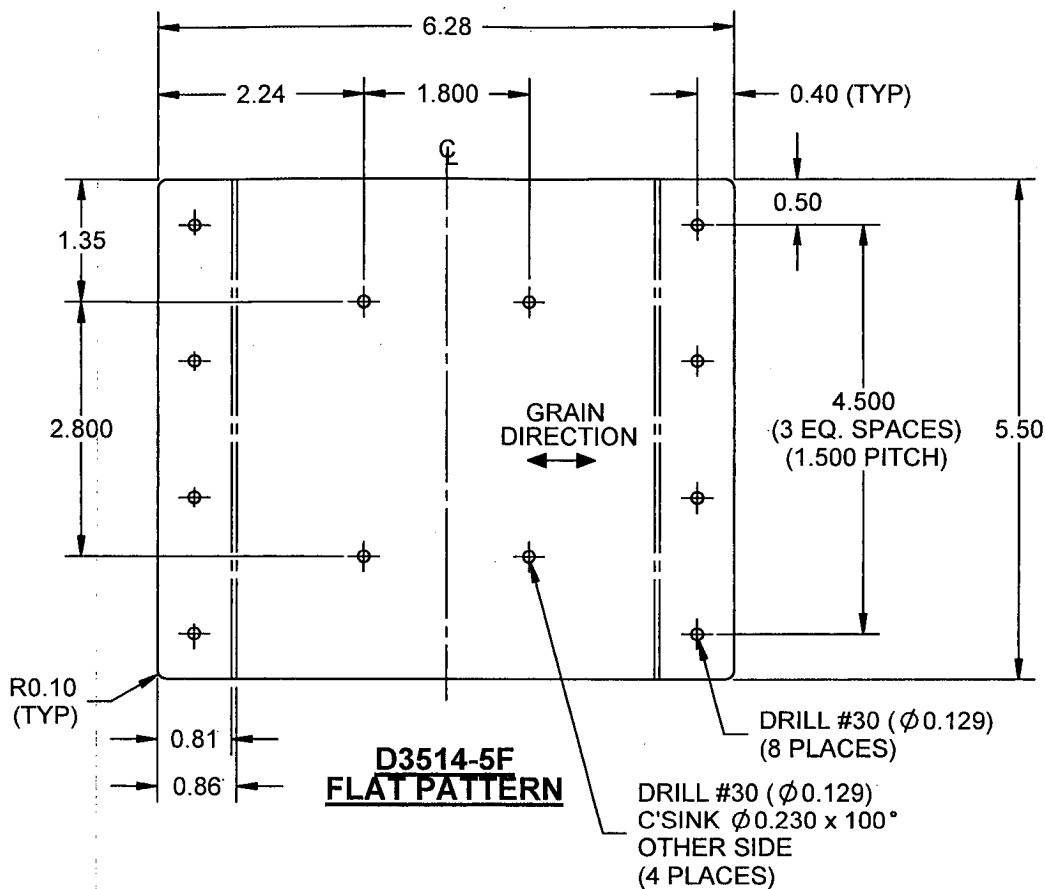 6.28
2.24
1.800
0.40 (TYP)
℄
0.50
1.35
2.800
GRAIN
DIRECTION
4.500
(3 EQ. SPACES)
(1.500 PITCH)
5.50
R0.10
(TYP)
0.81
0.86
D3514-5F
FLAT PATTERN
DRILL #30 (Ø0.129)
(8 PLACES)
DRILL #30 (Ø0.129)
C'SINK Ø0.230 x 100°
OTHER SIDE
(4 PLACES)